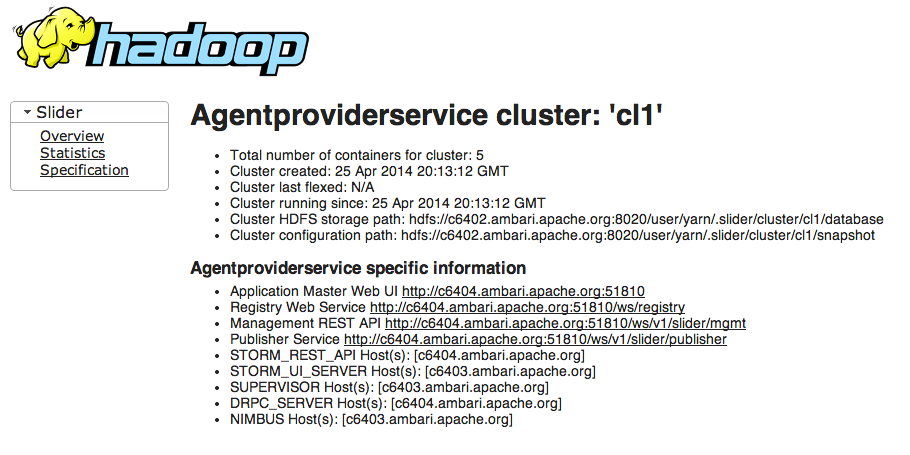 hadoop
Slider
Overview
Statistics
Specification
Agentproviderservice cluster: 'cl1'
Total number of containers for cluster: 5
Cluster created: 25 Apr 2014 20:13:12 GMT
Cluster last flexed: N/A
Cluster running since: 25 Apr 2014 20:13:12 GMT
Cluster HDFS storage path: hdfs://c6402.ambari.apache.org:8020/user/yarn/.slider/cluster/cl1/database
Cluster configuration path: hdfs://c6402.ambari.apache.org:8020/user/yarn/.slider/cluster/cl1/snapshot
Agentproviderservice specific information
Application Master Web UI http://c6404.ambari.apache.org:51810
Registry Web Service http://c6404.ambari.apache.org:51810/ws/registry
Management REST API http://c6404.ambari.apache.org:51810/ws/v1/slider/mgmt
Publisher Service http://c6404.ambari.apache.org:51810/ws/v1/slider/publisher
STORM_REST_API Host(s): [c6404.ambari.apache.org]
STORM_UI_SERVER Host(s): [c6403.ambari.apache.org]
SUPERVISOR Host(s): [c6403.ambari.apache.org]
DRPC_SERVER Host(s): [c6404.ambari.apache.org]
NIMBUS Host(s): [c6403.ambari.apache.org]